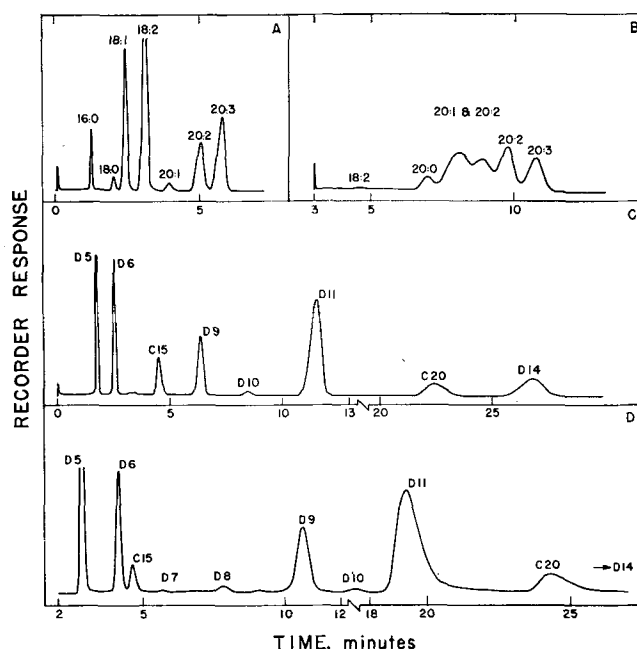 A
18:2
18:1
16:0
18:0
20:1
20:2
20:3
0
5
B
20:1 & 20:2
18:2
20:0
20:2
20:3
3
5
10
C
D5
D6
C15
D9
D10
D11
C20
D14
0
5
10
13
20
25
D
D5
D6
C15
D7
D8
D9
D10
D11
C20
→D14
2
5
10
12
18
20
25
RECORDER RESPONSE
TIME, minutes